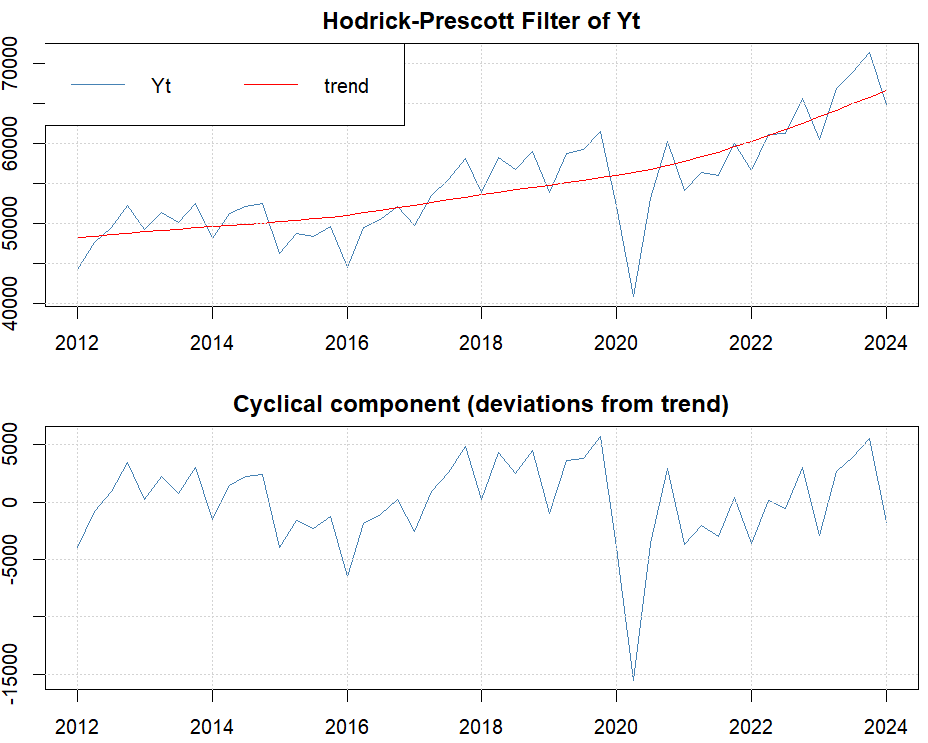 Hodrick-Prescott Filter of Yt
Yt trend
70000
60000
50000
40000
2012 2014 2016 2018 2020 2022 2024
Cyclical component (deviations from trend)
5000
0
-5000
-15000
2012 2014 2016 2018 2020 2022 2024